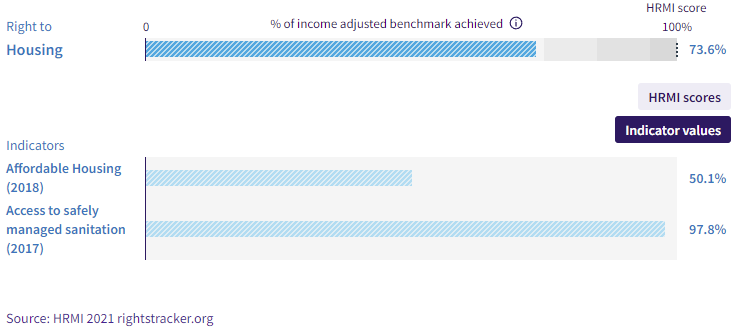 HRMI score
Right to
0
% of income adjusted benchmark achieved
100%
Housing
73.6%
HRMI scores
Indicator values
Indicators
Affordable Housing
(2018)
50.1%
Access to safely
managed sanitation
(2017)
97.8%
Source: HRMI 2021 rightstracker.org